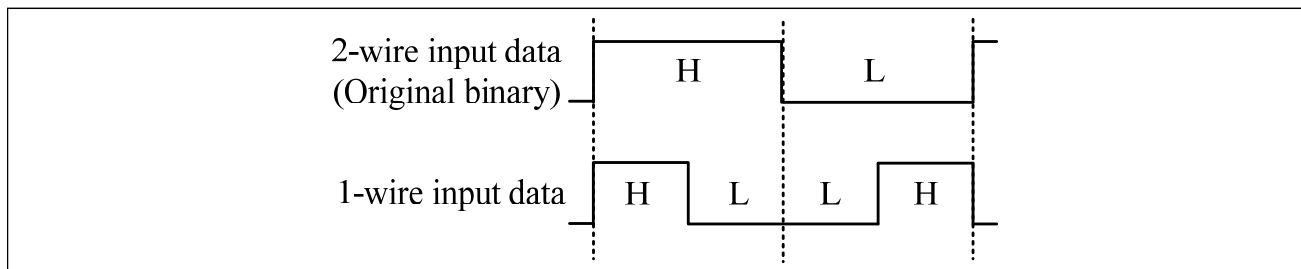 2-wire input data
(Original binary)
H L
1-wire input data
H L L H